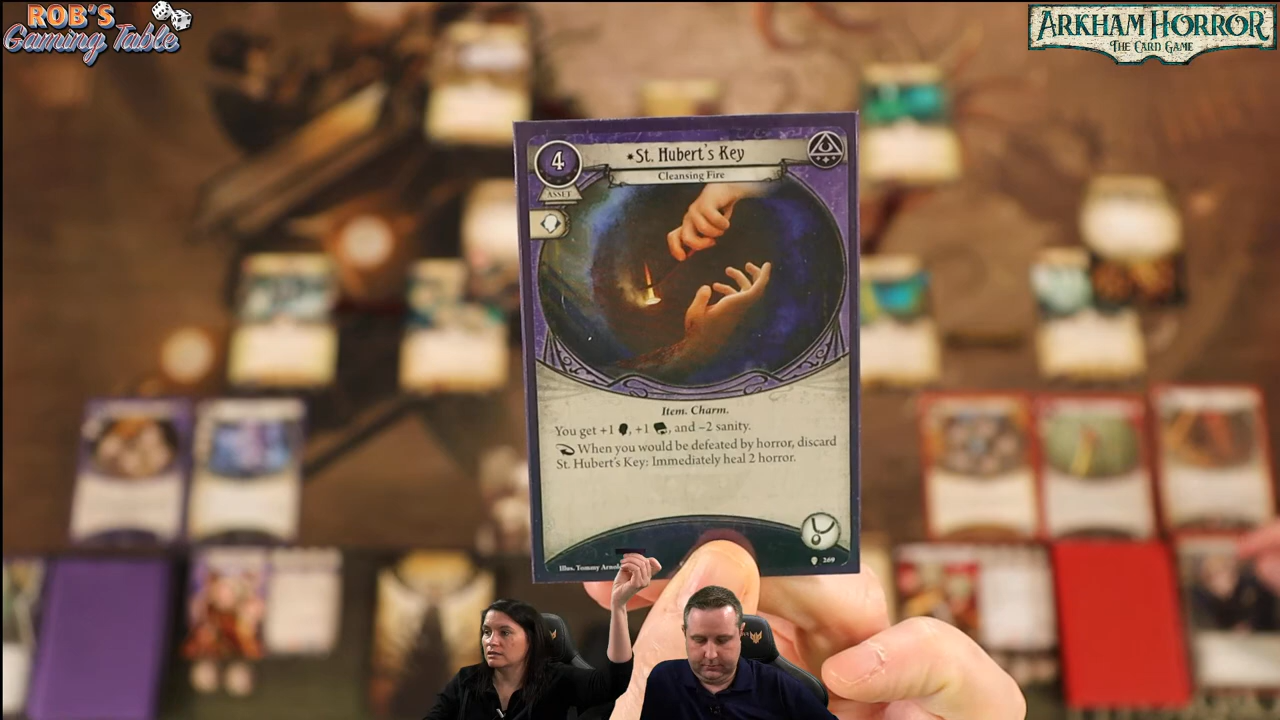 ROB'S
Gaming Table
ARKHAM HORROR
THE CARD GAME
4
ASSET
*St. Hubert's Key
Cleansing Fire
Item. Charm.
You get +1 , +1 , and –2 sanity.
When you would be defeated by horror, discard
St. Hubert's Key: Immediately heal 2 horror.
Illus. Tommy Arnold
269